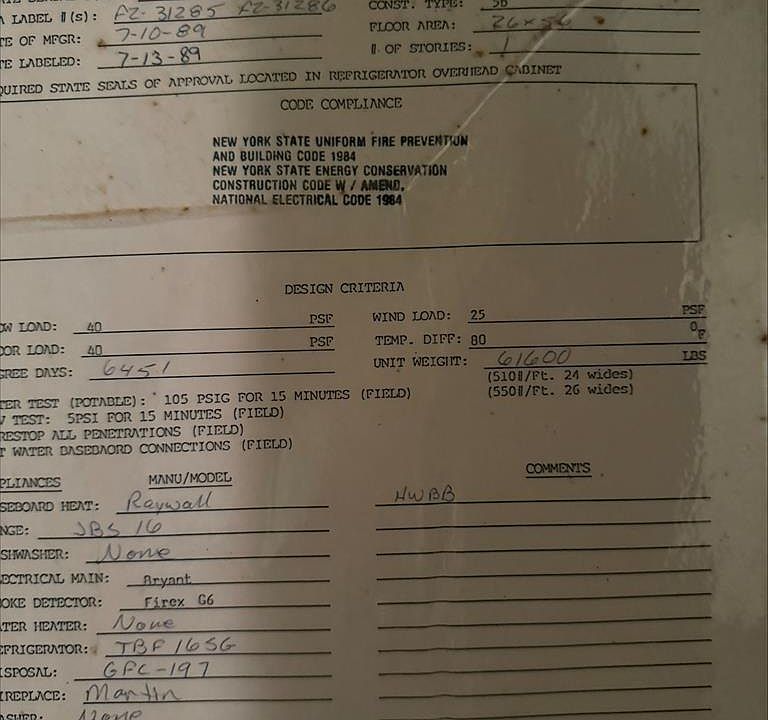 LABEL #(s): FZ-31285 FZ-31286
CONST. TYPE: 5B
TE OF MFGR: 7-10-89
FLOOR AREA: 26x56
TE LABELED: 7-13-89
# OF STORIES: 1
QUIRED STATE SEALS OF APPROVAL LOCATED IN REFRIGERATOR OVERHEAD CABINET
CODE COMPLIANCE
NEW YORK STATE UNIFORM FIRE PREVENTION
AND BUILDING CODE 1984
NEW YORK STATE ENERGY CONSERVATION
CONSTRUCTION CODE W / AMEND.
NATIONAL ELECTRICAL CODE 1984
DESIGN CRITERIA
OW LOAD: 40 PSF
WIND LOAD: 25 PSF
OOR LOAD: 40 PSF
TEMP. DIFF: 80 °F
GREE DAYS: 6451
UNIT WEIGHT: 61600 LBS
(510#/Ft. 24 wides)
(550#/Ft. 26 wides)
TER TEST (POTABLE): 105 PSIG FOR 15 MINUTES (FIELD)
V TEST: 5PSI FOR 15 MINUTES (FIELD)
RESTOP ALL PENETRATIONS (FIELD)
T WATER BASEBAORD CONNECTIONS (FIELD)
PLIANCES MANU/MODEL COMMENTS
SEBOARD HEAT: Raywall HWBB
NGE: JBS 16
SHWASHER: None
ECTRICAL MAIN: Bryant
OKE DETECTOR: Firex G6
TER HEATER: None
EFRIGERATOR: TBF 16SG
ISPOSAL: GFC-197
IREPLACE: Martin
ASHER: None